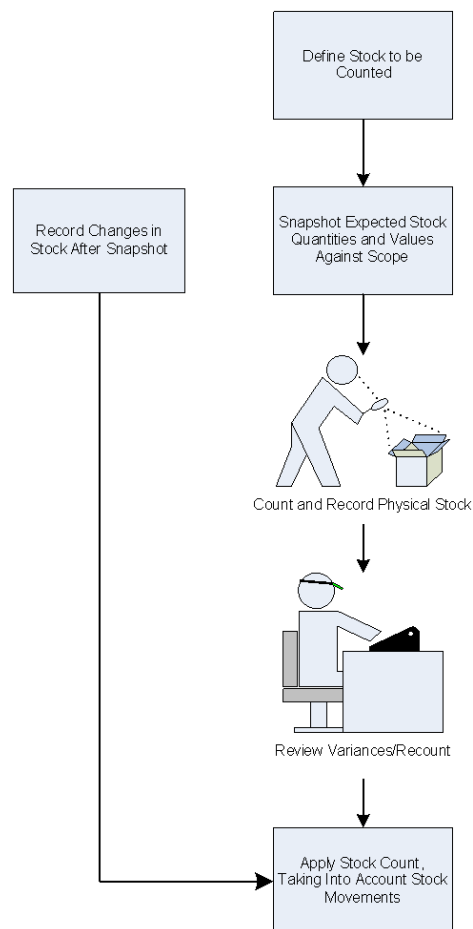 Define Stock to be
Counted
Record Changes in
Stock After Snapshot
Snapshot Expected Stock
Quantities and Values
Against Scope
Count and Record Physical Stock
Review Variances/Recount
Apply Stock Count,
Taking Into Account Stock
Movements